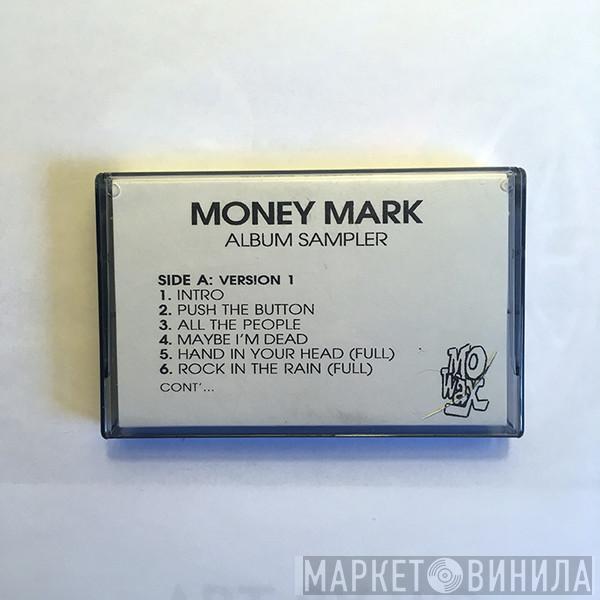 MONEY MARK
ALBUM SAMPLER
SIDE A: VERSION 1
1. INTRO
2. PUSH THE BUTTON
3. ALL THE PEOPLE
4. MAYBE I'M DEAD
5. HAND IN YOUR HEAD (FULL)
6. ROCK IN THE RAIN (FULL)
CONT'...
MO
WAX
МАРКЕТ ВИНИЛА